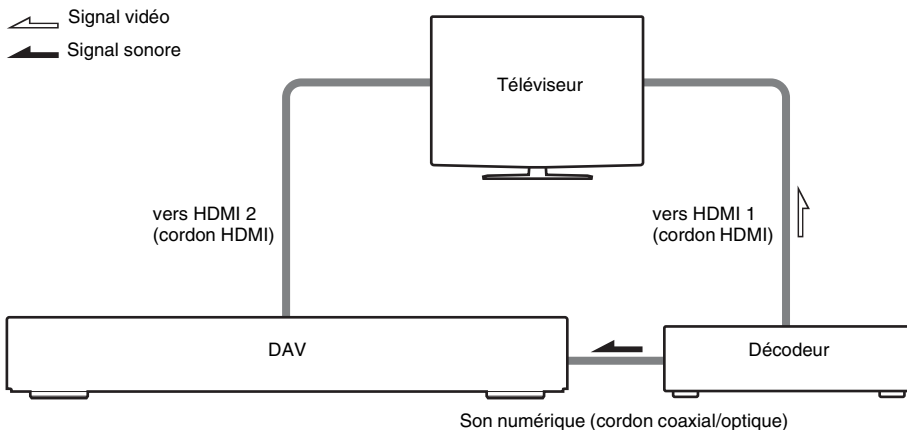 Signal vidéo
Signal sonore
Téléviseur
vers HDMI 2
(cordon HDMI)
vers HDMI 1
(cordon HDMI)
DAV
Décodeur
Son numérique (cordon coaxial/optique)